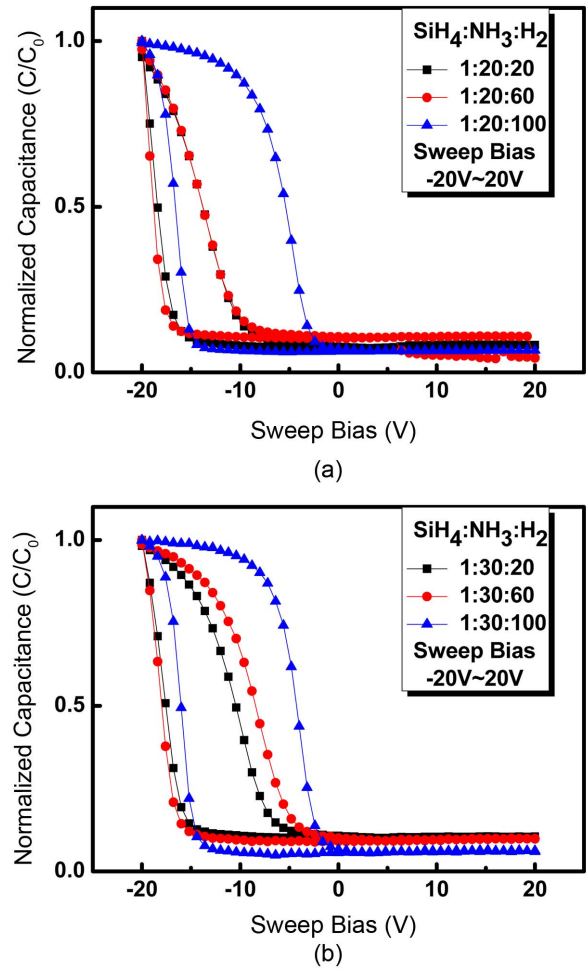 SiH4:NH3:H2
1:20:20
1:20:60
1:20:100
Sweep Bias
-20V~20V
Normalized Capacitance (C/C0)
1.0
0.5
0.0
-20 -10 0 10 20
Sweep Bias (V)
(a)
SiH4:NH3:H2
1:30:20
1:30:60
1:30:100
Sweep Bias
-20V~20V
Normalized Capacitance (C/C0)
1.0
0.5
0.0
-20 -10 0 10 20
Sweep Bias (V)
(b)